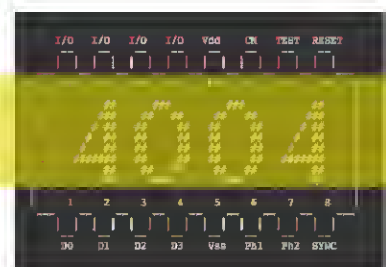 I/O I/O I/O I/O Vdd CM TEST RESET
4004
1 2 3 4 5 6 7 8
D0 D1 D2 D3 Vss Ph1 Ph2 SYNC